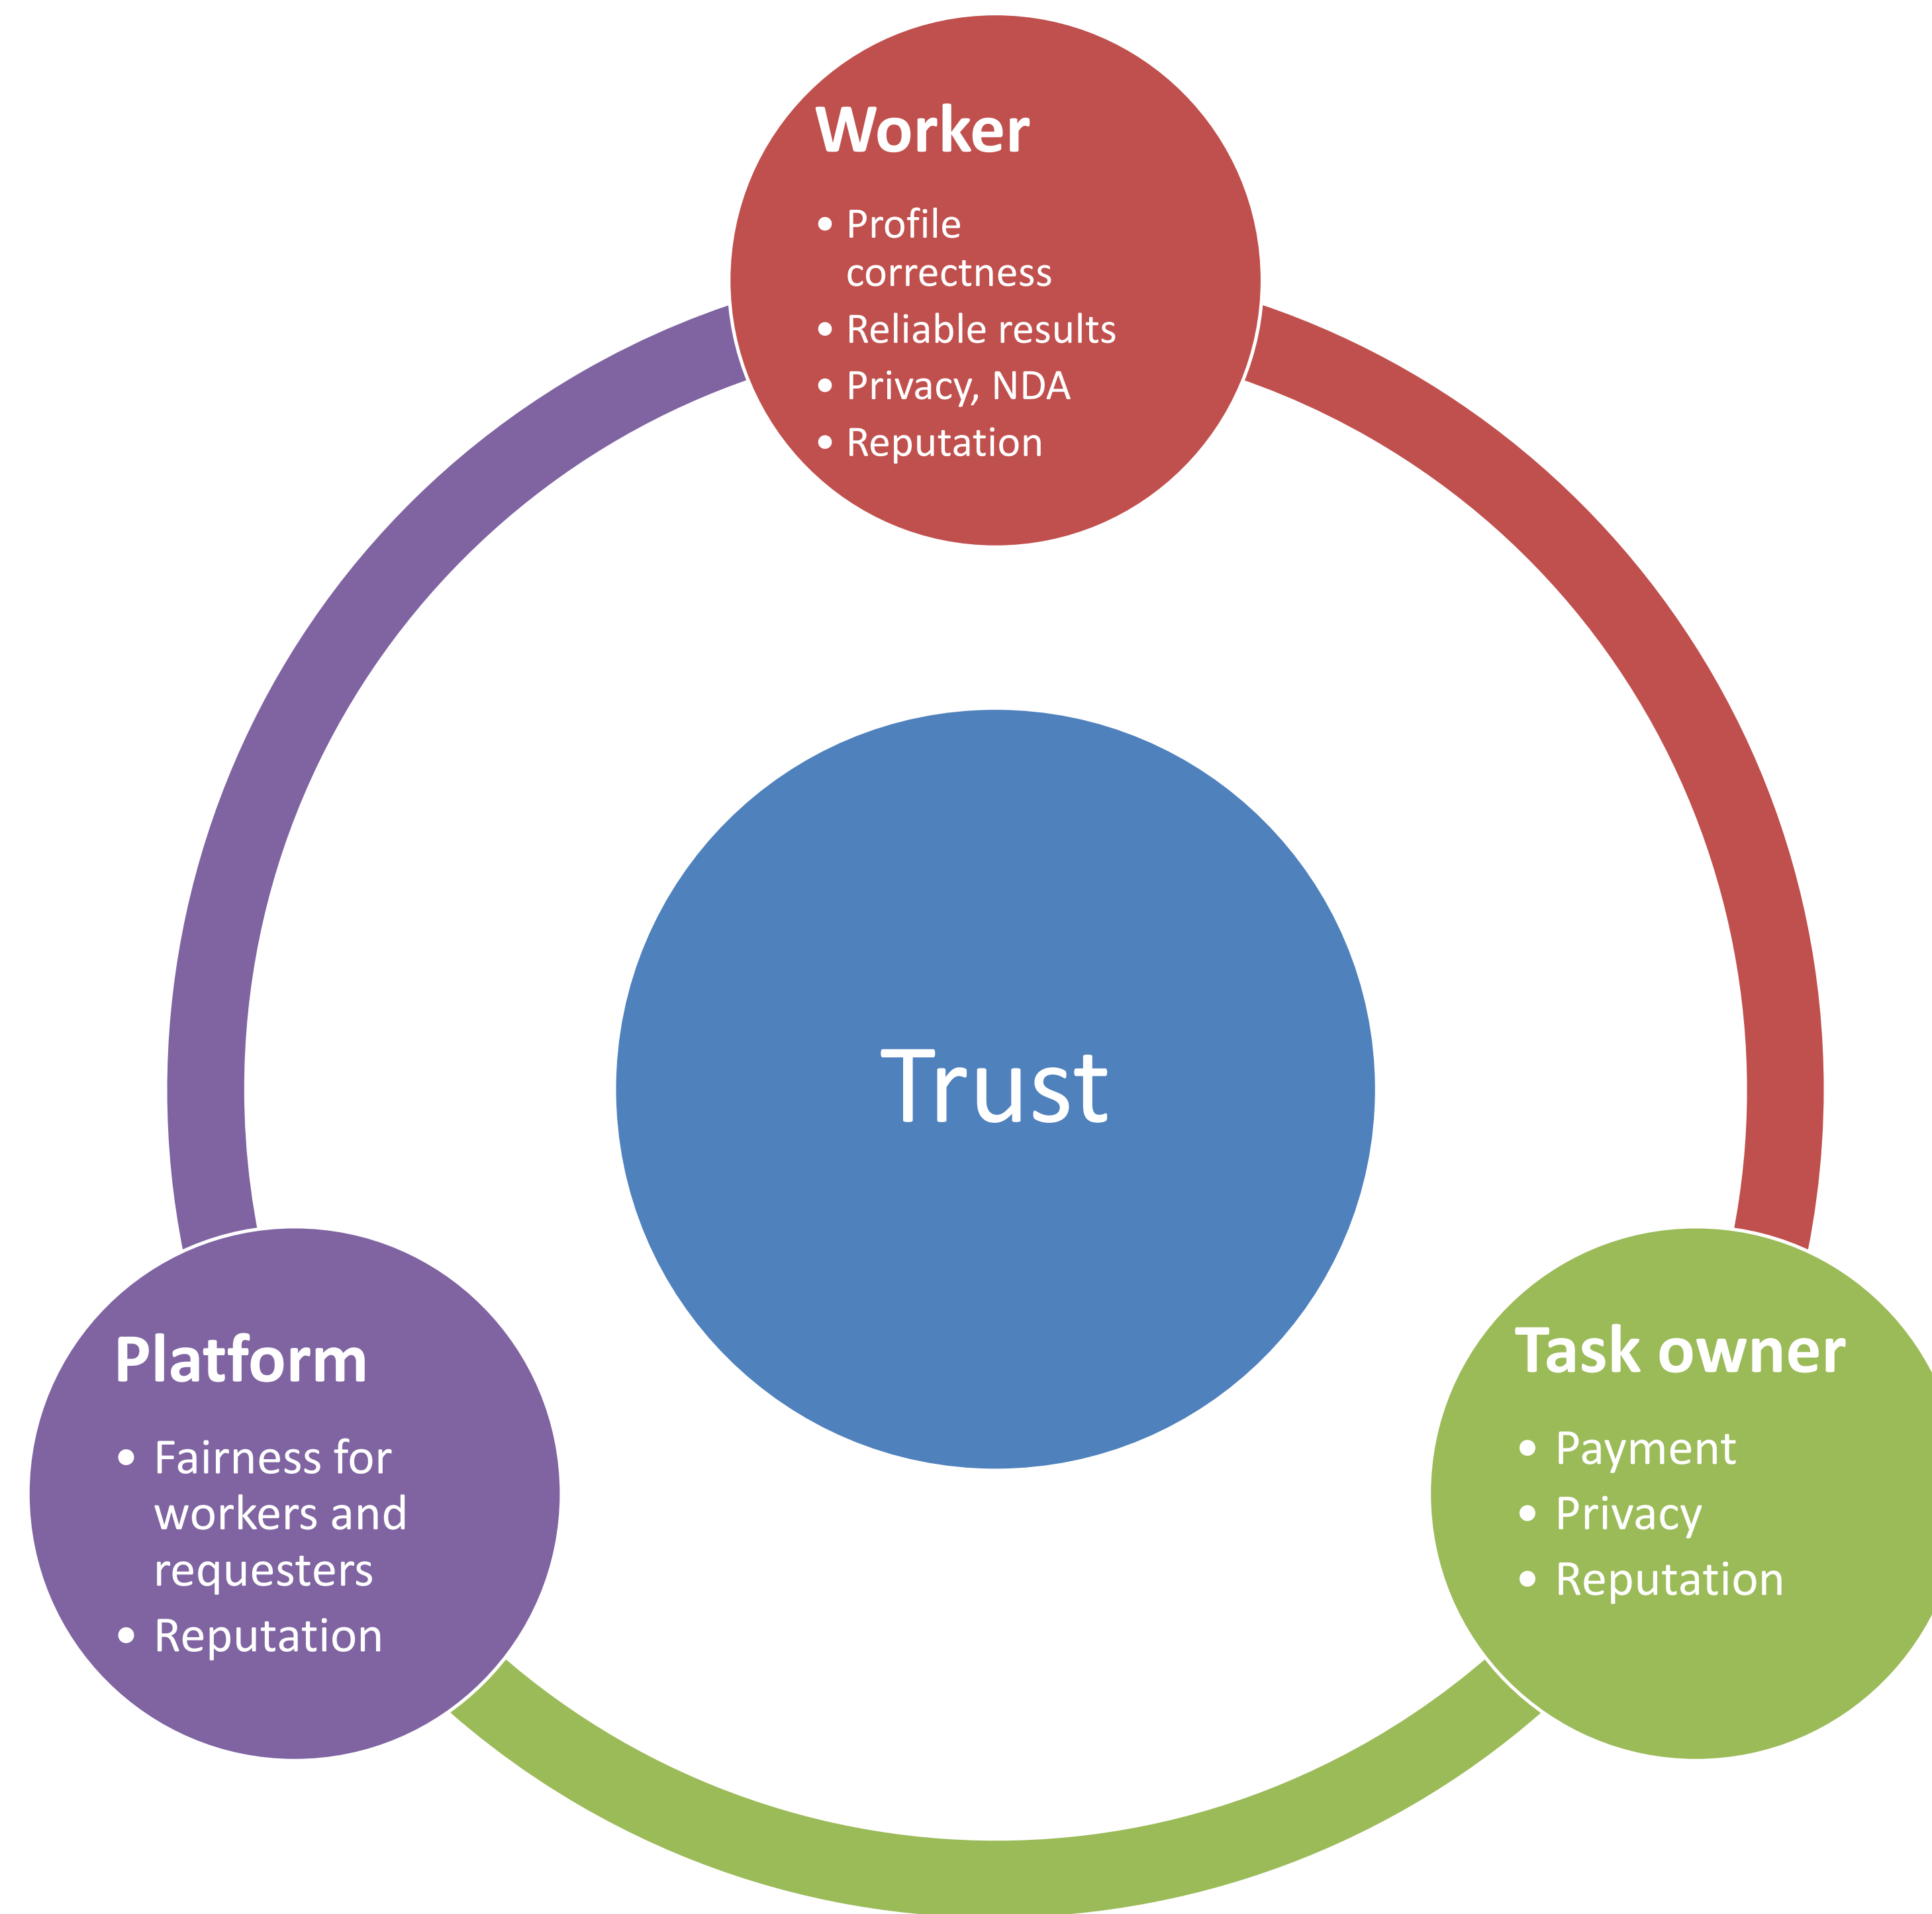 Worker
• Profile
correctness
• Reliable results
• Privacy, NDA
• Reputation
Trust
Platform
• Fairness for
workers and
requesters
• Reputation
Task owner
• Payment
• Privacy
• Reputation